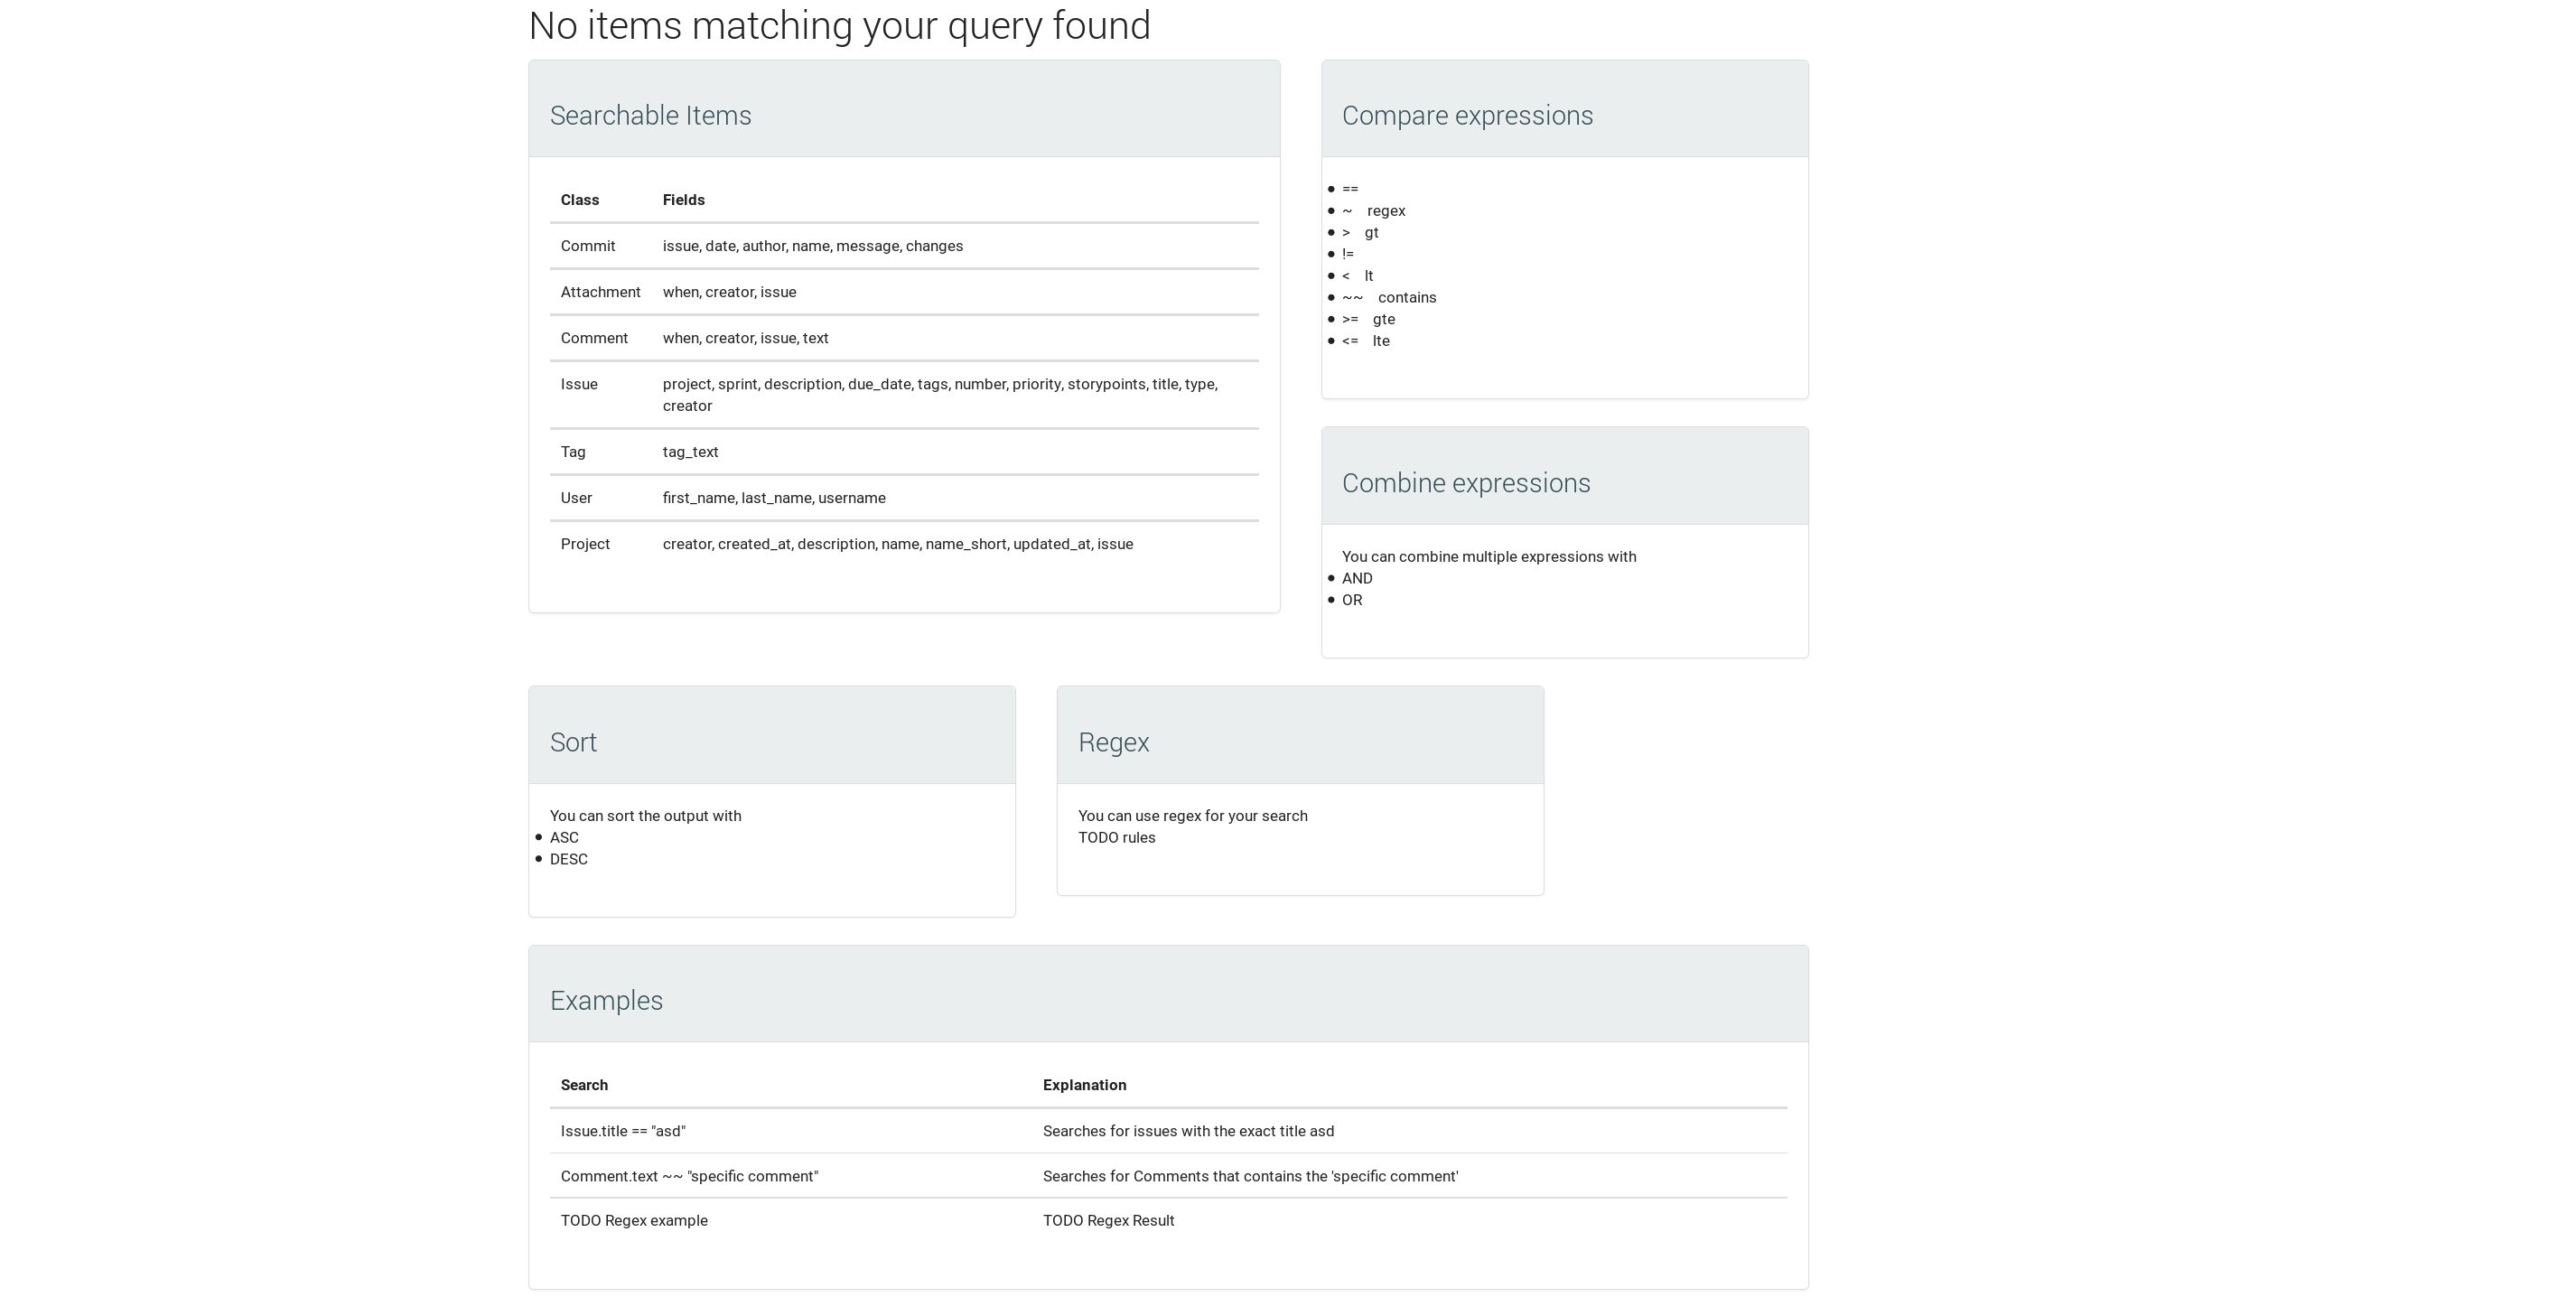 No items matching your query found
Searchable Items
Class Fields
Commit issue, date, author, name, message, changes
Attachment when, creator, issue
Comment when, creator, issue, text
Issue project, sprint, description, due_date, tags, number, priority, storypoints, title, type,
creator
Tag tag_text
User first_name, last_name, username
Project creator, created_at, description, name, name_short, updated_at, issue
Compare expressions
• ==
• ~ regex
• > gt
• !=
• < lt
• ~~ contains
• >= gte
• <= lte
Combine expressions
You can combine multiple expressions with
• AND
• OR
Sort
You can sort the output with
• ASC
• DESC
Regex
You can use regex for your search
TODO rules
Examples
Search Explanation
Issue.title == "asd" Searches for issues with the exact title asd
Comment.text ~~ "specific comment" Searches for Comments that contains the 'specific comment'
TODO Regex example TODO Regex Result